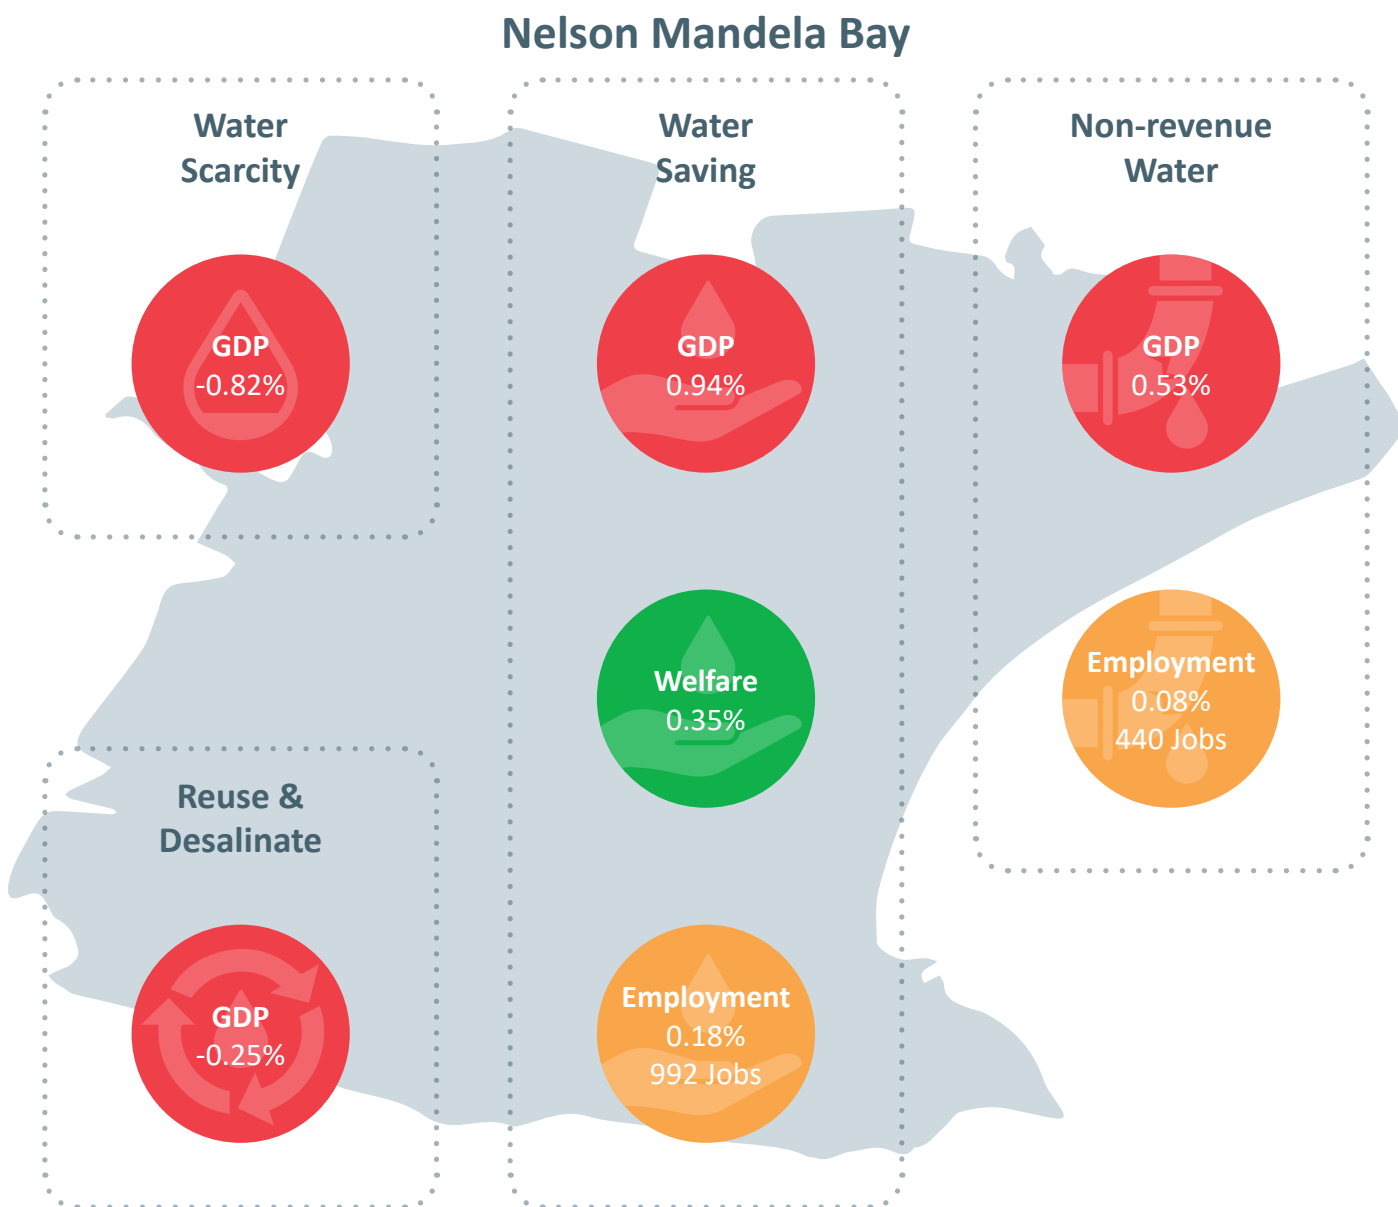 Nelson Mandela Bay
Water
Scarcity
GDP
-0.82%
Water
Saving
GDP
0.94%
Welfare
0.35%
Employment
0.18%
992 Jobs
Non-revenue
Water
GDP
0.53%
Employment
0.08%
440 Jobs
Reuse &
Desalinate
GDP
-0.25%